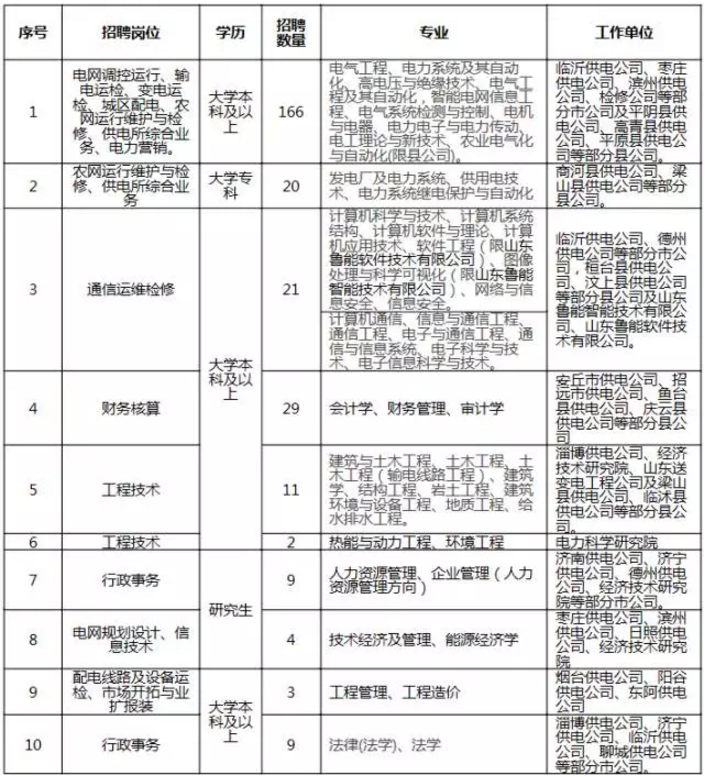 序号
招聘岗位
学历
招聘
数量
专业
工作单位
1
电网调控运行、输
电运检、变电运
检、城区配电、农
网运行维护与检
修、供电所综合业
务、电力营销。
大学本
科及以上
166
电气工程、电力系统及其自动
化、高电压与绝缘技术、电气工
程及其自动化，智能电网信息工
程、电气系统检测与控制、电机
与电器、电力电子与电力传动、
电工理论与新技术、农业电气化
与自动化(限县公司)。
临沂供电公司、枣庄
供电公司、滨州供电
公司、检修公司等部
分市公司及平阴县供
电公司、高青县供电
公司、平原县供电公
司等部分县公司。
2
农网运行维护与检
修、供电所综合业
务
大学专
科
20
发电厂及电力系统、供用电技
术、电力系统继电保护与自动化
商河县供电公司、梁
山县供电公司等部分
县公司。
3
通信运维检修
大学本
科及以
上
21
计算机科学与技术、计算机系统
结构、计算机软件与理论、计算
机应用技术、软件工程（限山东
鲁能软件技术有限公司）、图像
处理与科学可视化（限山东鲁能
智能技术有限公司）、网络与信
息安全、信息安全。
计算机通信、信息与通信工程、
通信工程、电子与通信工程、通
信与信息系统、电子科学与技
术、电子信息科学与技术。
临沂供电公司、德州
供电公司等部分市公
司，桓台县供电公
司、汶上县供电公司
等部分县公司及山东
鲁能智能技术有限公
司、山东鲁能软件技
术有限公司。
4
财务核算
29
会计学、财务管理、审计学
安丘市供电公司、招
远市供电公司、鱼台
县供电公司、庆云县
供电公司等部分县公
司
5
工程技术
11
建筑与土木工程、土木工程、土
木工程（输电线路工程）、建筑
学、结构工程、岩土工程、建筑
环境与设备工程、地质工程、给
水排水工程。
淄博供电公司、经济
技术研究院、山东送
变电工程公司及梁山
县供电公司、临沭县
供电公司等部分县公
司。
6
工程技术
2
热能与动力工程、环境工程
电力科学研究院
7
行政事务
研究生
9
人力资源管理、企业管理（人力
资源管理方向）
济南供电公司、济宁
供电公司、德州供电
公司、经济技术研究
院等部分市公司。
8
电网规划设计、信
息技术
4
技术经济及管理、能源经济学
枣庄供电公司、滨州
供电公司、日照供电
公司、经济技术研究
院
9
配电线路及设备运
检、市场开拓与业
扩报装
大学本
科及以
上
3
工程管理、工程造价
烟台供电公司、阳谷
供电公司、东阿供电
公司
10
行政事务
9
法律(法学)、法学
淄博供电公司、济宁
供电公司、临沂供电
公司、聊城供电公司
等部分市公司。